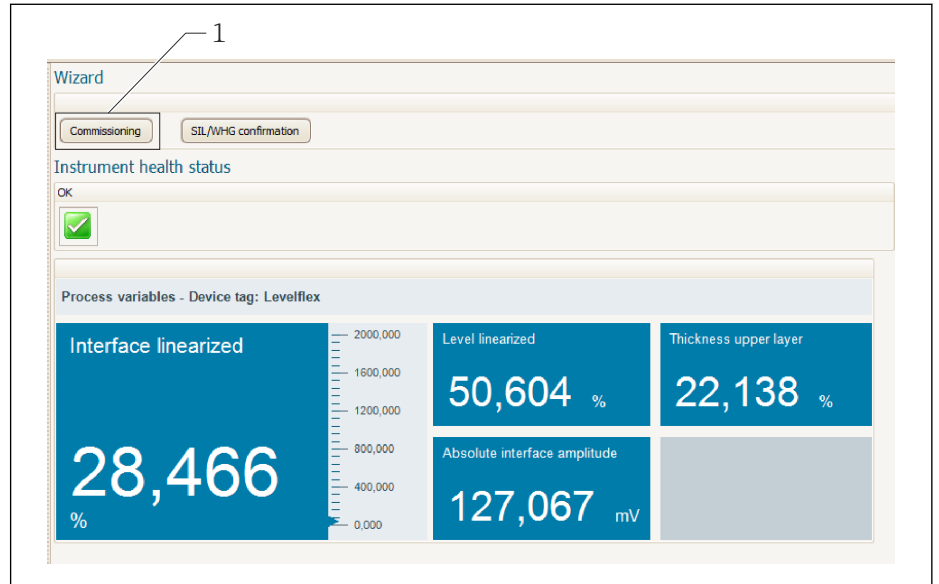 1
Wizard
Commissioning
SIL/WHG confirmation
Instrument health status
OK
Process variables - Device tag: Levelflex
Interface linearized
28,466
%
2000,000
1600,000
1200,000
800,000
400,000
0,000
Level linearized
50,604 %
Thickness upper layer
22,138 %
Absolute interface amplitude
127,067 mV